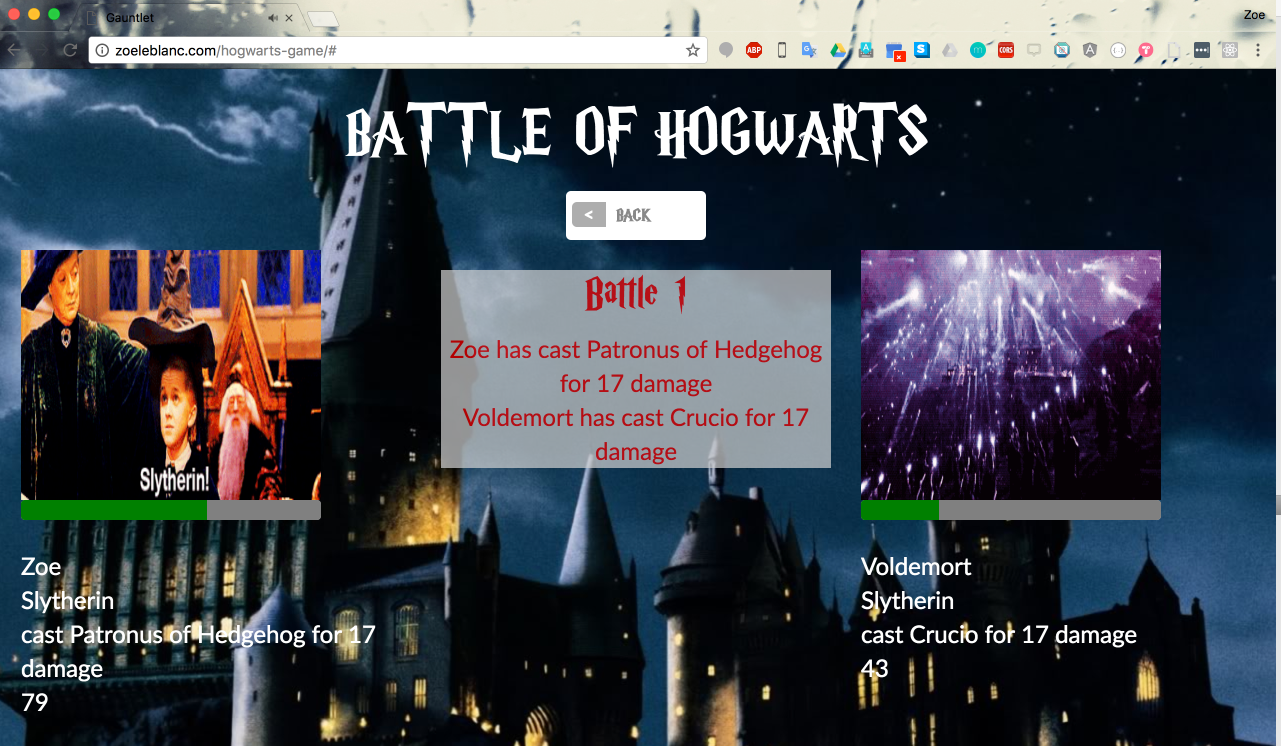 Gauntlet
Zoe
zoeleblanc.com/hogwarts-game/#
ABP
CORS
BATTLE OF HOGWARTS
< BACK
Battle 1
Zoe has cast Patronus of Hedgehog
for 17 damage
Voldemort has cast Crucio for 17
damage
Slytherin!
Zoe
Slytherin
cast Patronus of Hedgehog for 17
damage
79
Voldemort
Slytherin
cast Crucio for 17 damage
43